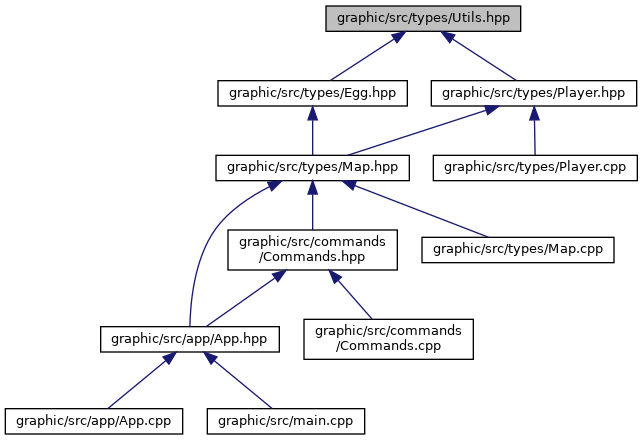 graphic/src/types/Utils.hpp
graphic/src/types/Egg.hpp
graphic/src/types/Player.hpp
graphic/src/types/Map.hpp
graphic/src/types/Player.cpp
graphic/src/commands
/Commands.hpp
graphic/src/types/Map.cpp
graphic/src/app/App.hpp
graphic/src/commands
/Commands.cpp
graphic/src/app/App.cpp
graphic/src/main.cpp